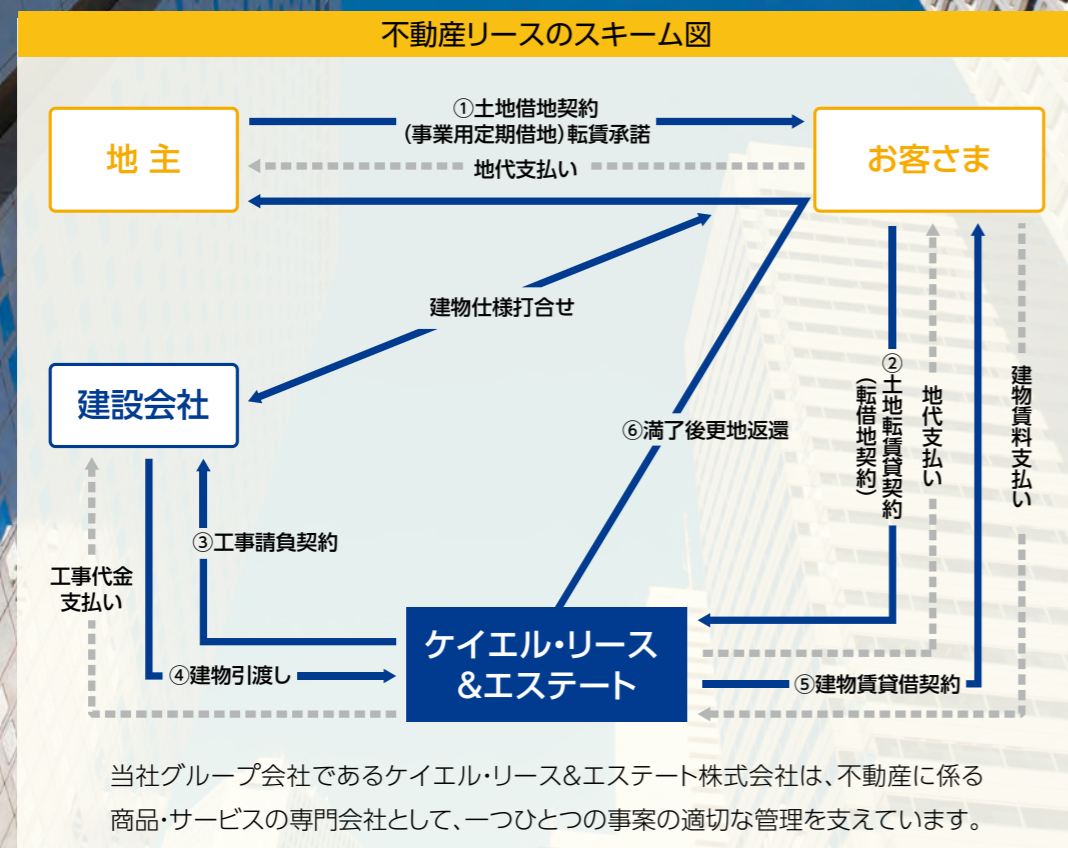 不動産リースのスキーム図
①土地借地契約
(事業用定期借地)転賃承諾
地 主
お客さま
地代支払い
建物仕様打合せ
建設会社
②土地転賃貸契約
(転借地契約)
地代支払い
建物賃料支払い
⑥満了後更地返還
③工事請負契約
工事代金
支払い
ケイエル・リース
&エステート
④建物引渡し
⑤建物賃貸借契約
当社グループ会社であるケイエル・リース&エステート株式会社は、不動産に係る
商品・サービスの専門会社として、一つひとつの事案の適切な管理を支えています。